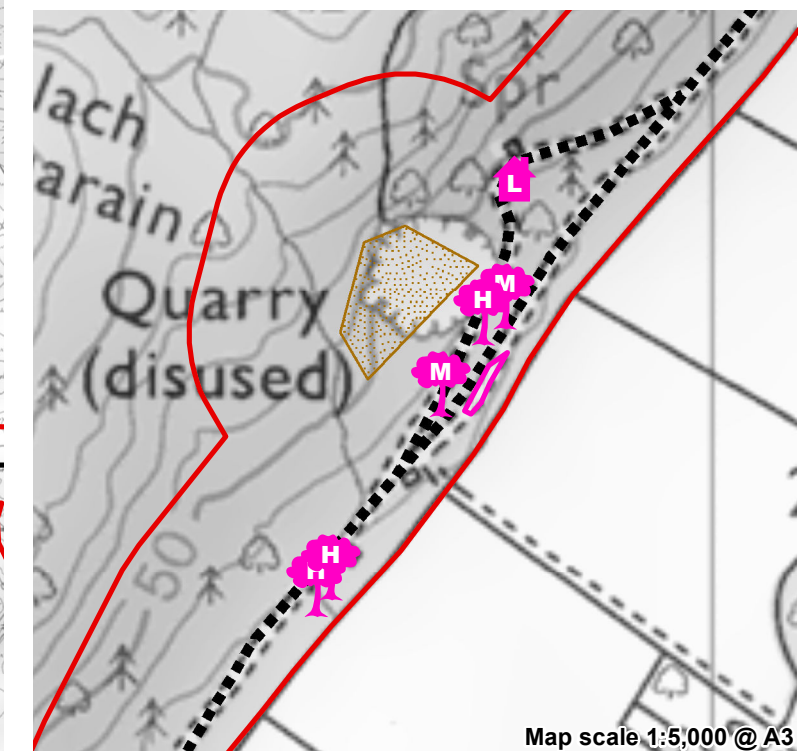 lach
arain
Spr
L
Quarry
(disused)
M
H
M
50
H
H
Map scale 1:5,000 @ A3